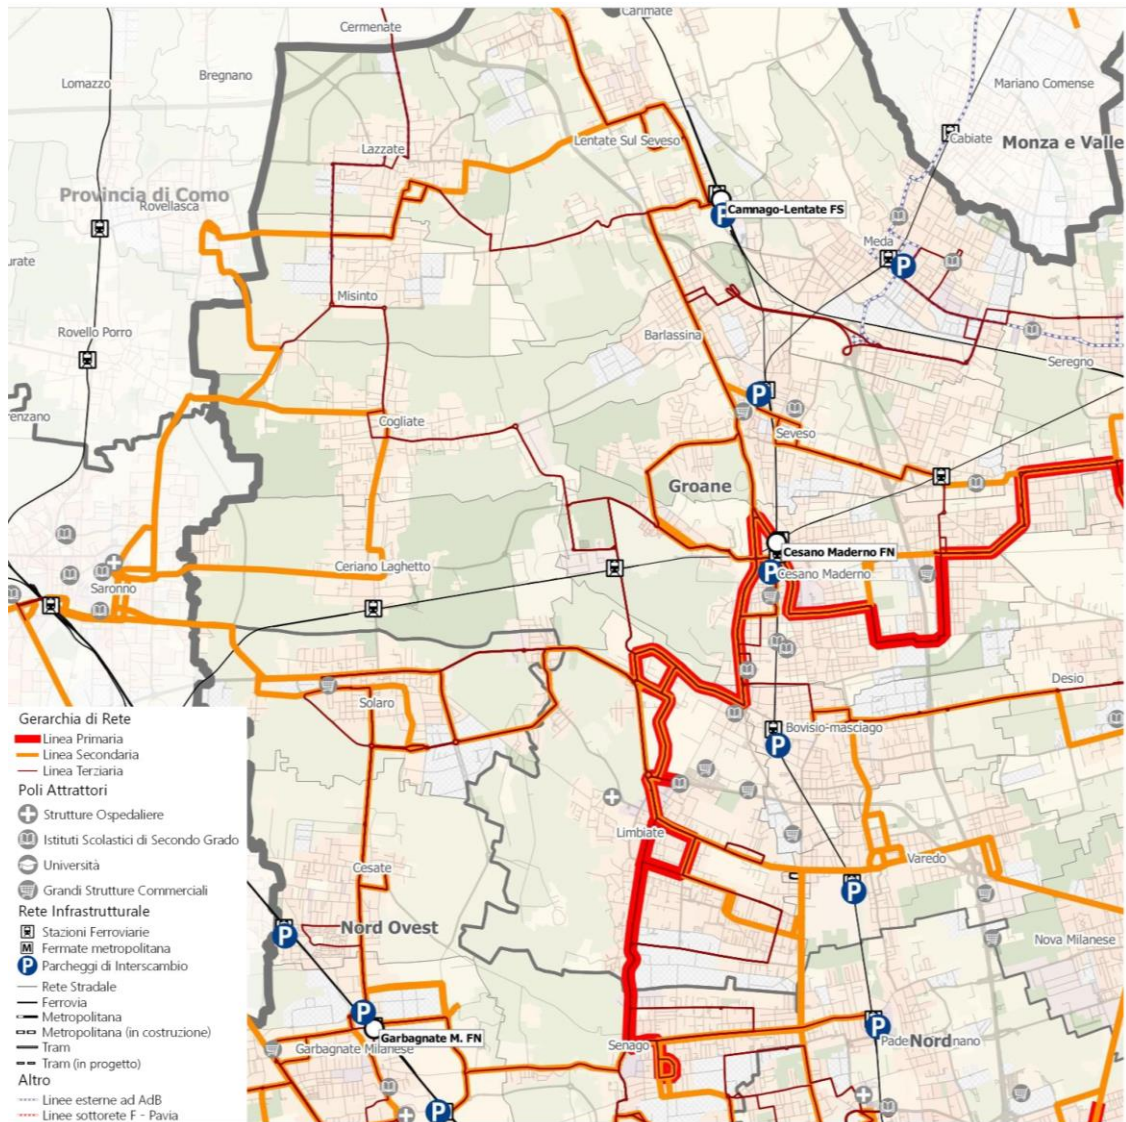 Carimate
Cermenate
Lomazzo
Bregnano
Mariano Comense
Cabiate
Monza e Valle
Lentate Sul Seveso
Lazzate
Provincia di Como
Rovellasca
Camnago-Lentate FS
P
Meda
P
urate
Misinto
Rovello Porro
Barlassina
Seregno
P
renzano
Cogliate
Seveso
Groane
Cesano Maderno FN
P
Cesano Maderno
Ceriano Laghetto
Saronno
Desio
Solaro
Bovisio-masciago
P
Limbiate
Varedo
Cesate
P
Nord Ovest
P
Nova Milanese
P
Garbagnate M. FN
Garbagnate Milanese
Senago
P
Pade
Nord
nano
P
Gerarchia di Rete
Linea Primaria
Linea Secondaria
Linea Terziaria
Poli Attrattori
Strutture Ospedaliere
Istituti Scolastici di Secondo Grado
Università
Grandi Strutture Commerciali
Rete Infrastrutturale
Stazioni Ferroviarie
M Fermate metropolitana
P Parcheggi di Interscambio
Rete Stradale
Ferrovia
Metropolitana
Metropolitana (in costruzione)
Tram
Tram (in progetto)
Altro
Linee esterne ad AdB
Linee sottorete F - Pavia